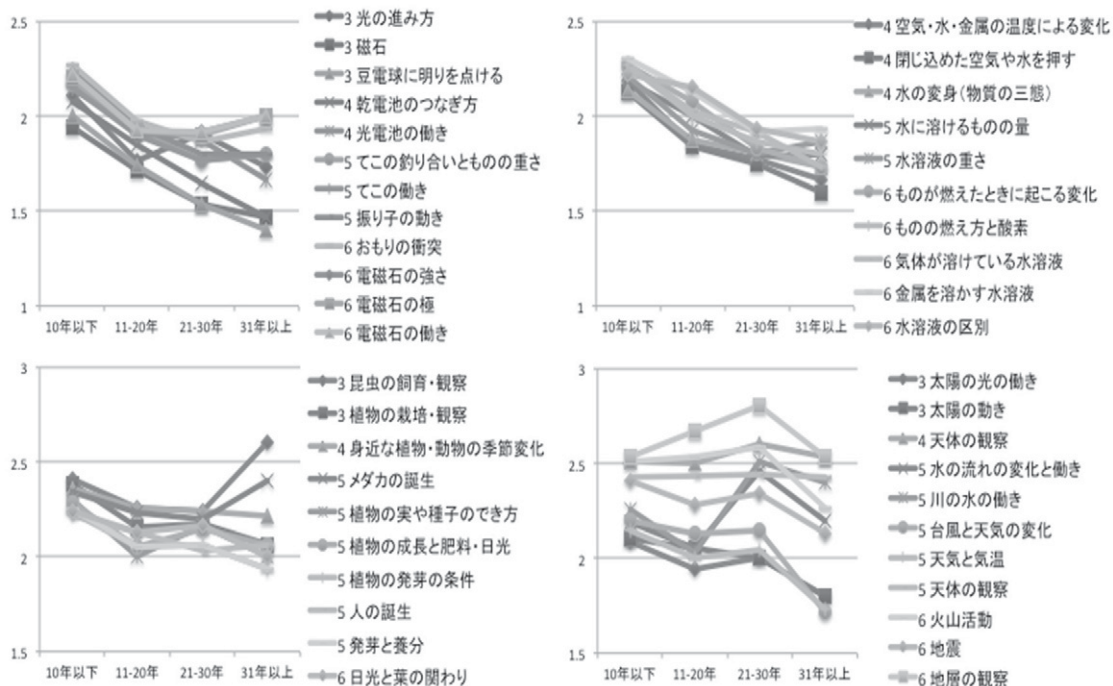 2.5
2
1.5
1
10年以下 11-20年 21-30年 31年以上
3 光の進み方
3 磁石
3 豆電球に明りを点ける
4 乾電池のつなぎ方
4 光電池の働き
5 てこの釣り合いとものの重さ
5 てこの働き
5 振り子の動き
6 おもりの衝突
6 電磁石の強さ
6 電磁石の極
6 電磁石の働き
2.5
2
1.5
1
10年以下 11-20年 21-30年 31年以上
4 空気・水・金属の温度による変化
4 閉じ込めた空気や水を押す
4 水の変身(物質の三態)
5 水に溶けるものの量
5 水溶液の重さ
6 ものが燃えたときに起こる変化
6 ものの燃え方と酸素
6 気体が溶けている水溶液
6 金属を溶かす水溶液
6 水溶液の区別
3
2.5
2
1.5
10年以下 11-20年 21-30年 31年以上
3 昆虫の飼育・観察
3 植物の栽培・観察
4 身近な植物・動物の季節変化
5 メダカの誕生
5 植物の実や種子のでき方
5 植物の成長と肥料・日光
5 植物の発芽の条件
5 人の誕生
5 発芽と養分
6 日光と葉の関わり
3
2.5
2
1.5
10年以下 11-20年 21-30年 31年以上
3 太陽の光の働き
3 太陽の動き
4 天体の観察
5 水の流れの変化と働き
5 川の水の働き
5 台風と天気の変化
5 天気と気温
5 天体の観察
6 火山活動
6 地震
6 地層の観察